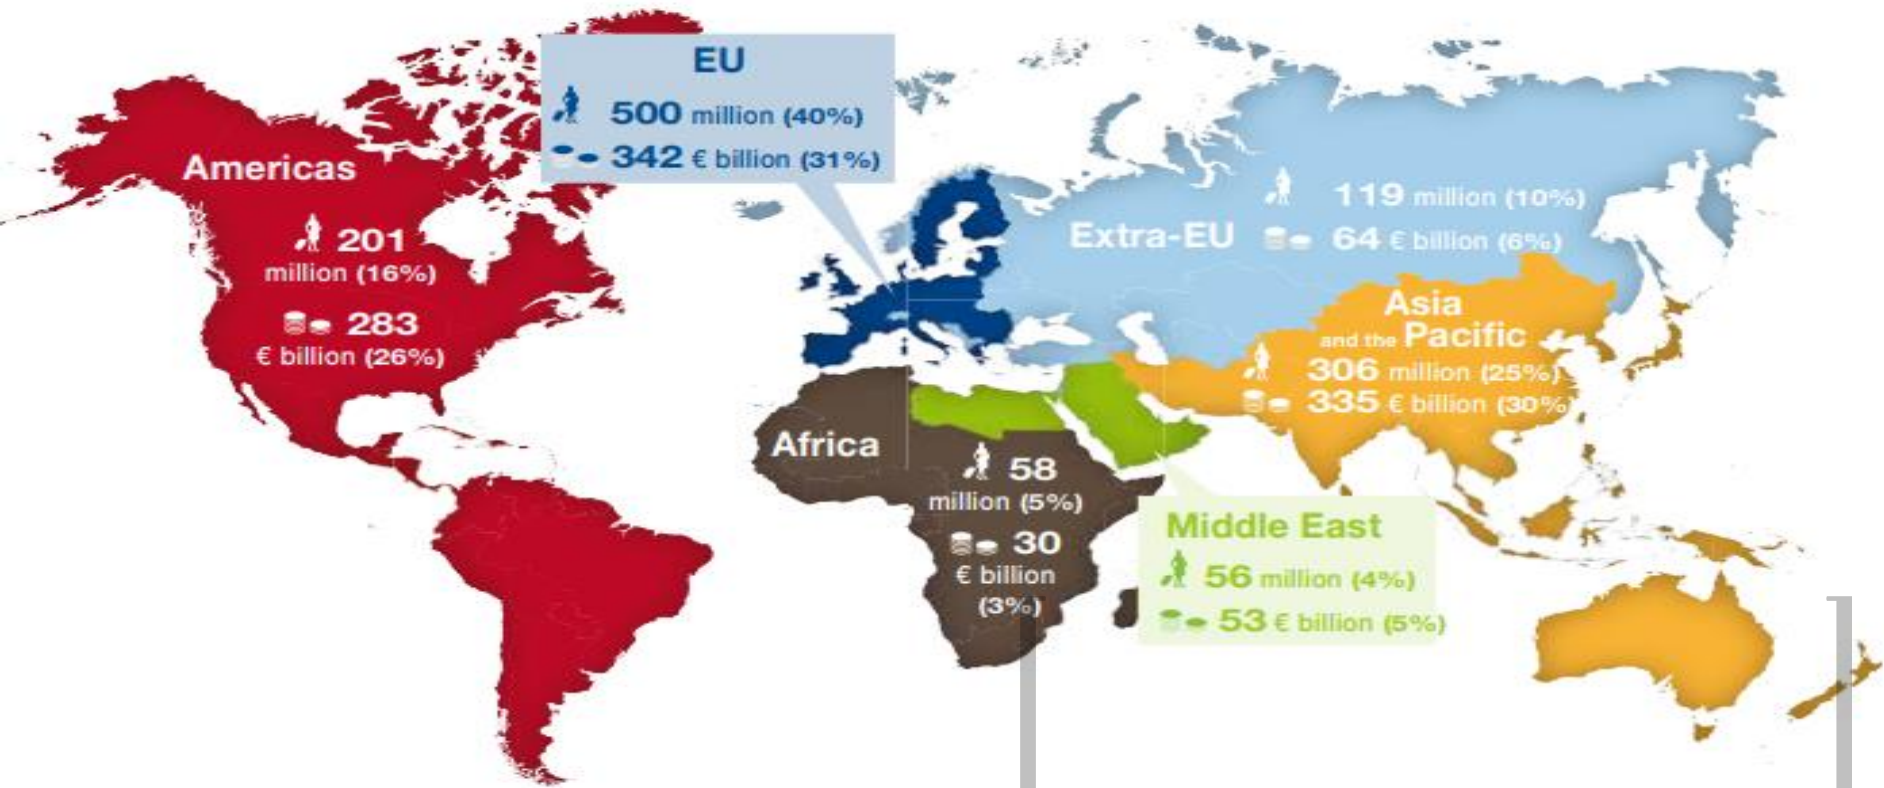 EU
500 million (40%)
342 € billion (31%)
Americas
201
million (16%)
283
€ billion (26%)
119 million (10%)
Extra-EU
64 € billion (6%)
Asia
and the Pacific
306 million (25%)
335 € billion (30%)
Africa
58
million (5%)
30
€ billion
(3%)
Middle East
56 million (4%)
53 € billion (5%)